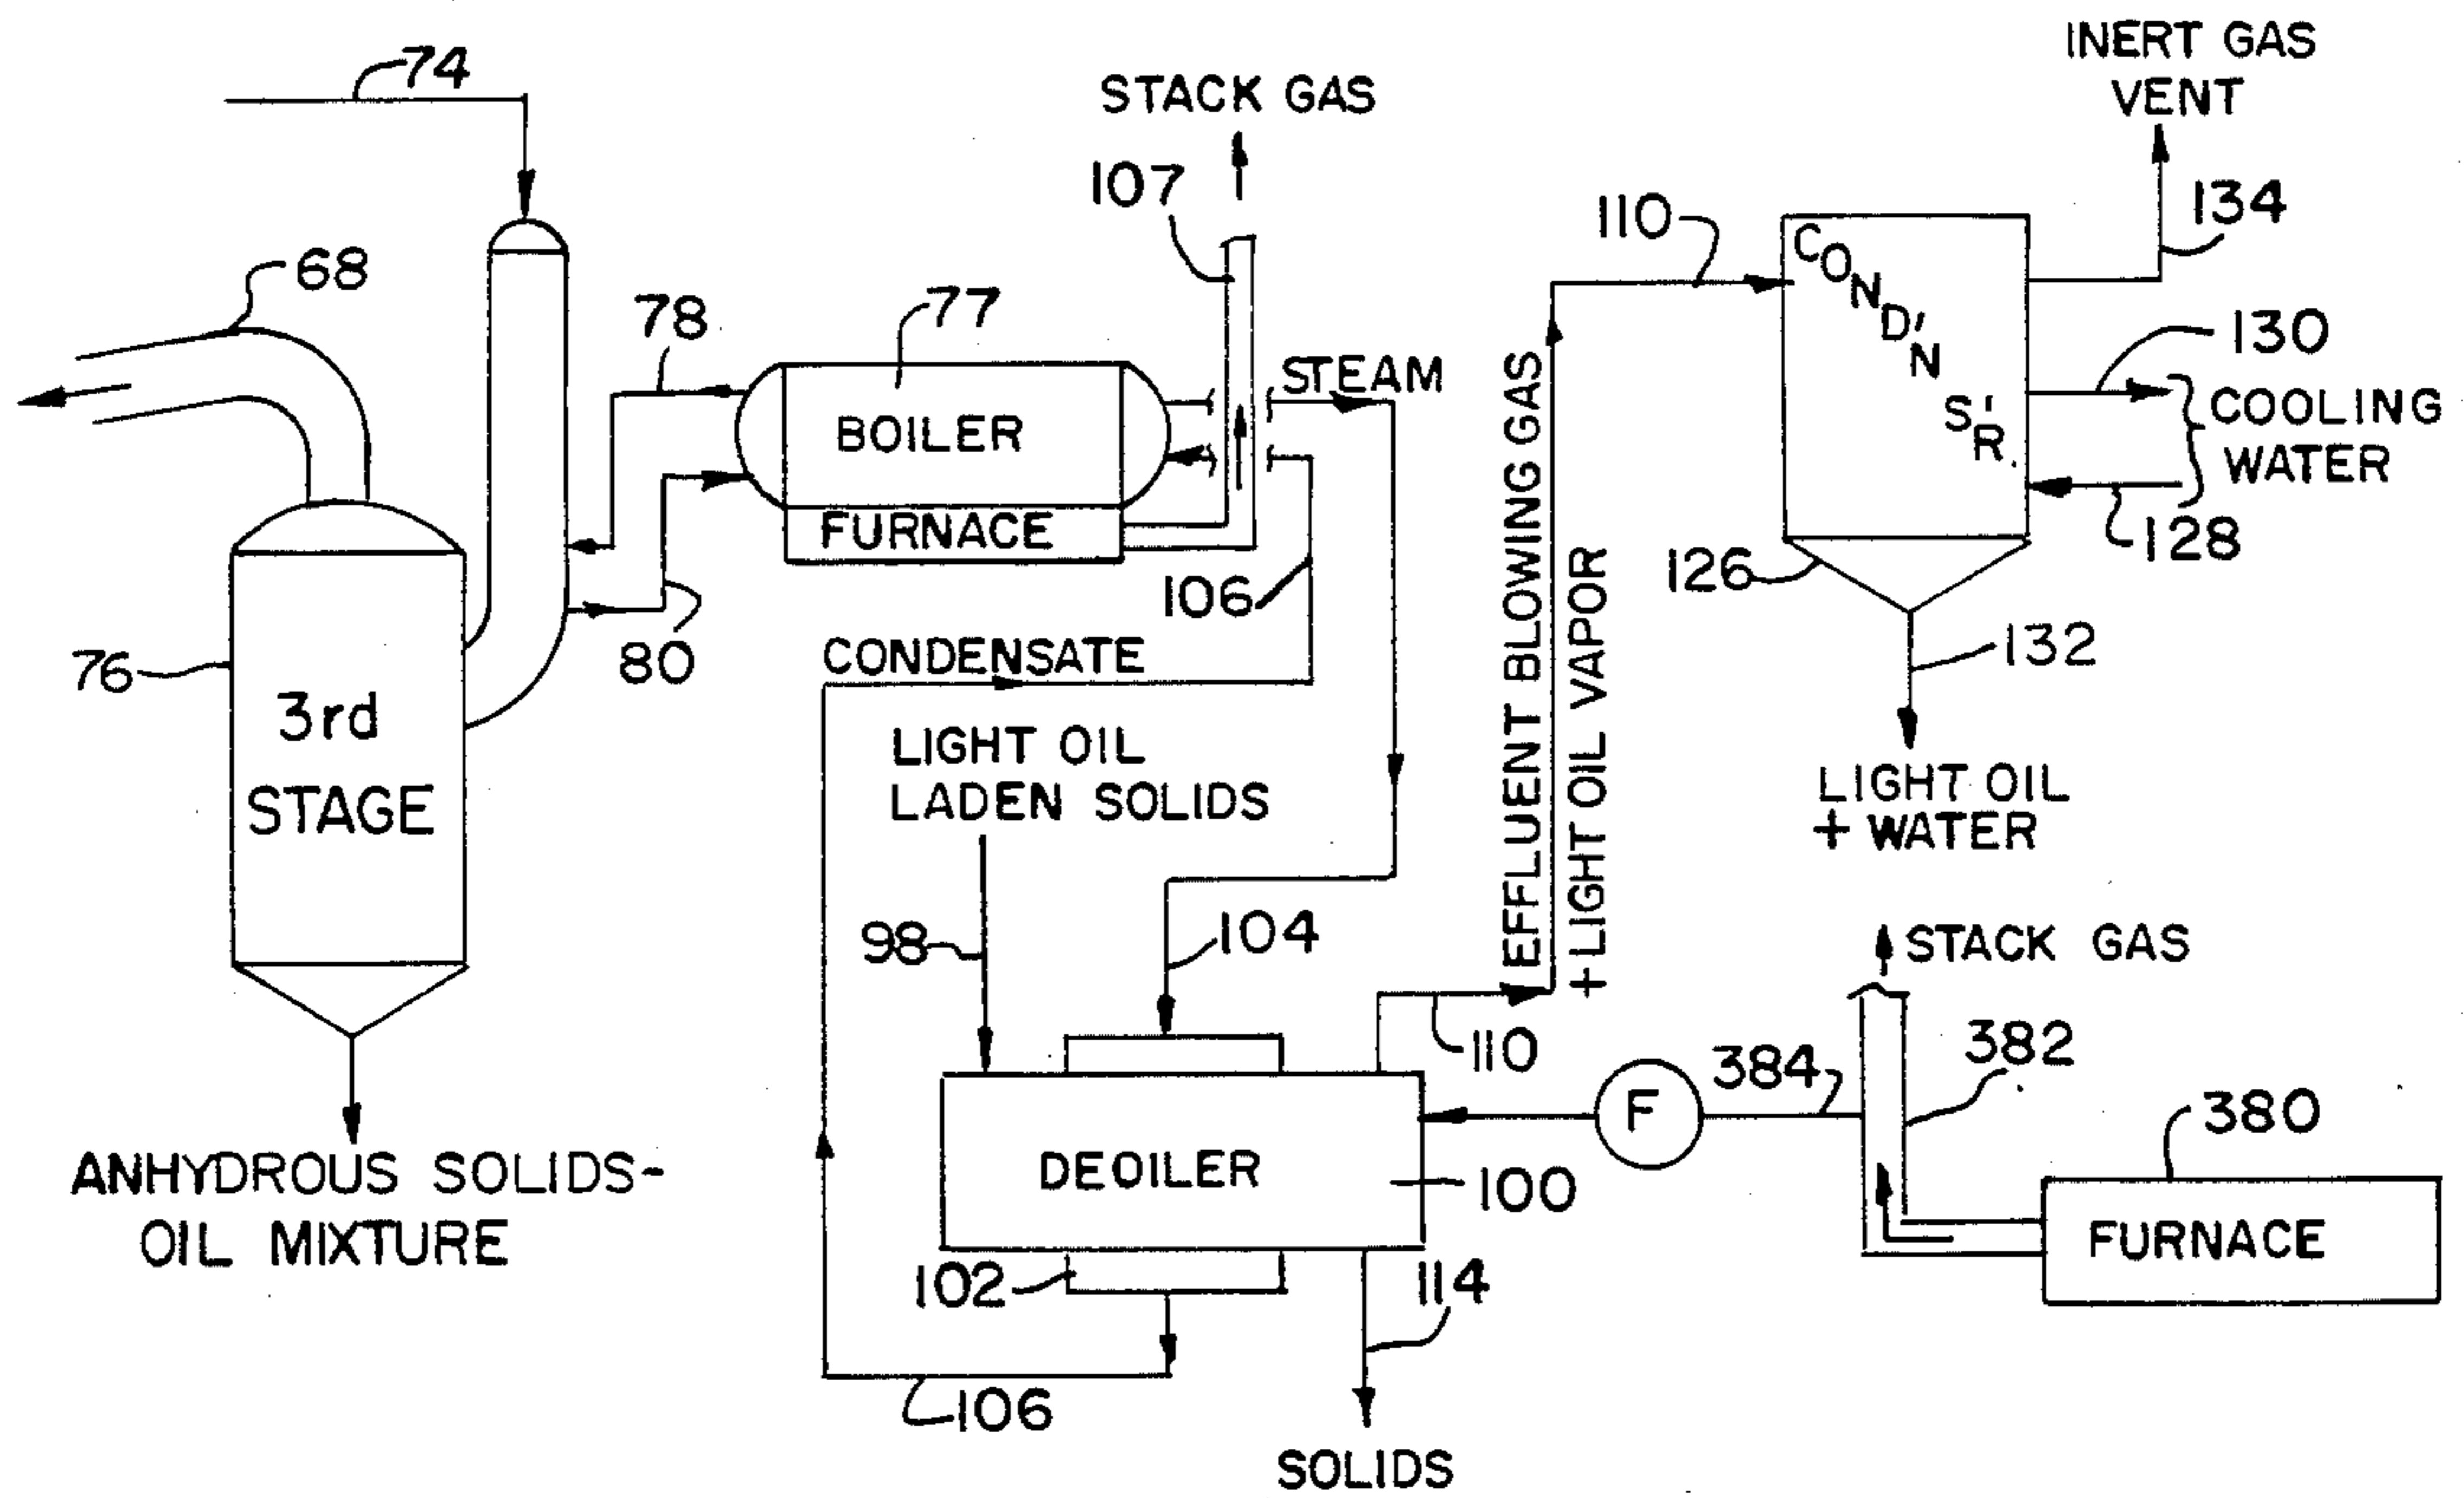 74
INERT GAS
VENT
STACK GAS
107
134
110
68
78
77
130
STEAM
COND'N
S'R.
COOLING
WATER
BOILER
FURNACE
128
126
106
80
76
CONDENSATE
132
3rd
STAGE
LIGHT OIL
LADEN SOLIDS
EFFLUENT BLOWING GAS
+LIGHT OIL VAPOR
LIGHT OIL
+ WATER
98
104
STACK GAS
110
384
382
F
380
ANHYDROUS SOLIDS-
OIL MIXTURE
DEOILER
100
FURNACE
102
114
106
SOLIDS